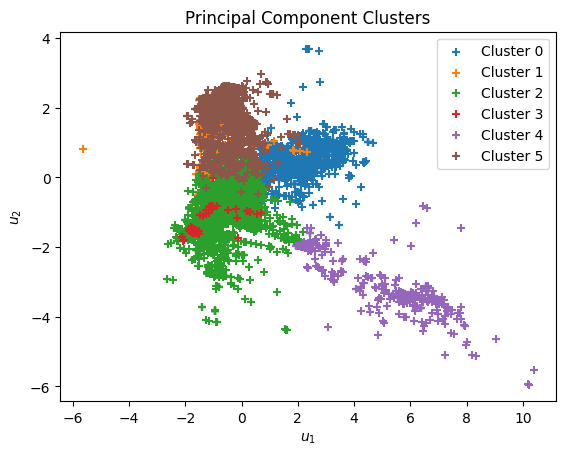 Principal Component Clusters
Cluster 0
Cluster 1
Cluster 2
Cluster 3
Cluster 4
Cluster 5
4
2
0
−2
−4
−6
u₂
−6
−4
−2
0
2
4
6
8
10
u₁